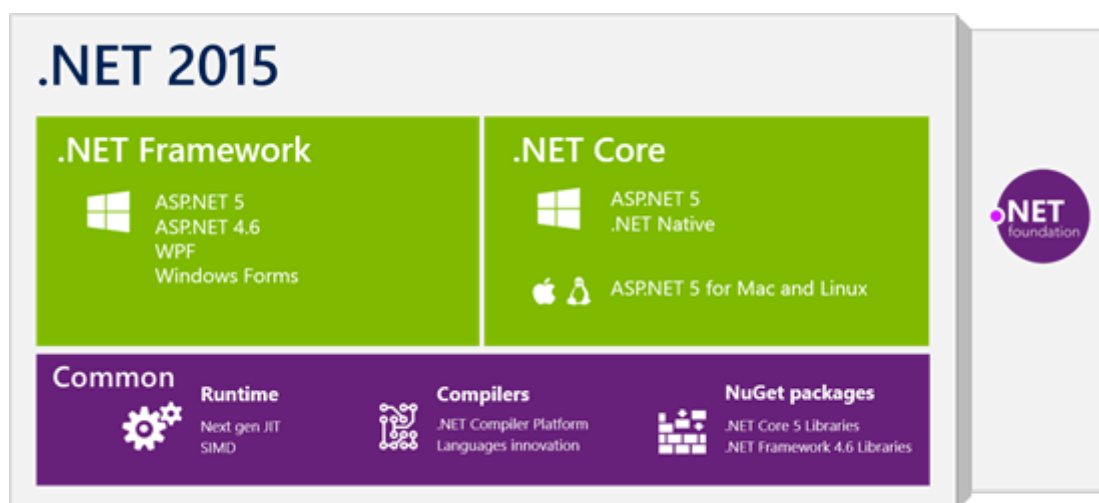 .NET 2015
.NET Framework
ASP.NET 5
ASP.NET 4.6
WPF
Windows Forms
.NET Core
ASP.NET 5
.NET Native
ASP.NET 5 for Mac and Linux
Common
Runtime
Next gen JIT
SIMD
Compilers
.NET Compiler Platform
Languages innovation
NuGet packages
.NET Core 5 Libraries
.NET Framework 4.6 Libraries
.NET
foundation